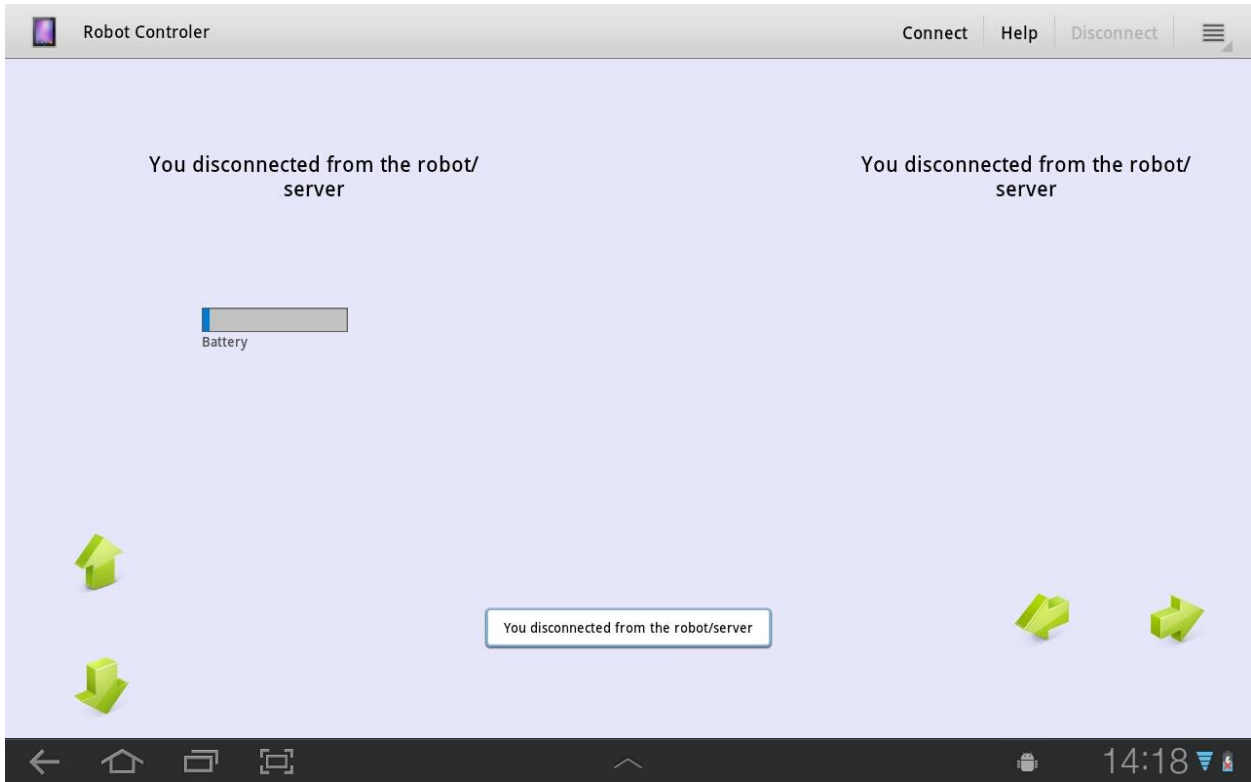 Robot Controler
Connect
Help
Disconnect
You disconnected from the robot/
server
You disconnected from the robot/
server
Battery
You disconnected from the robot/server
14:18